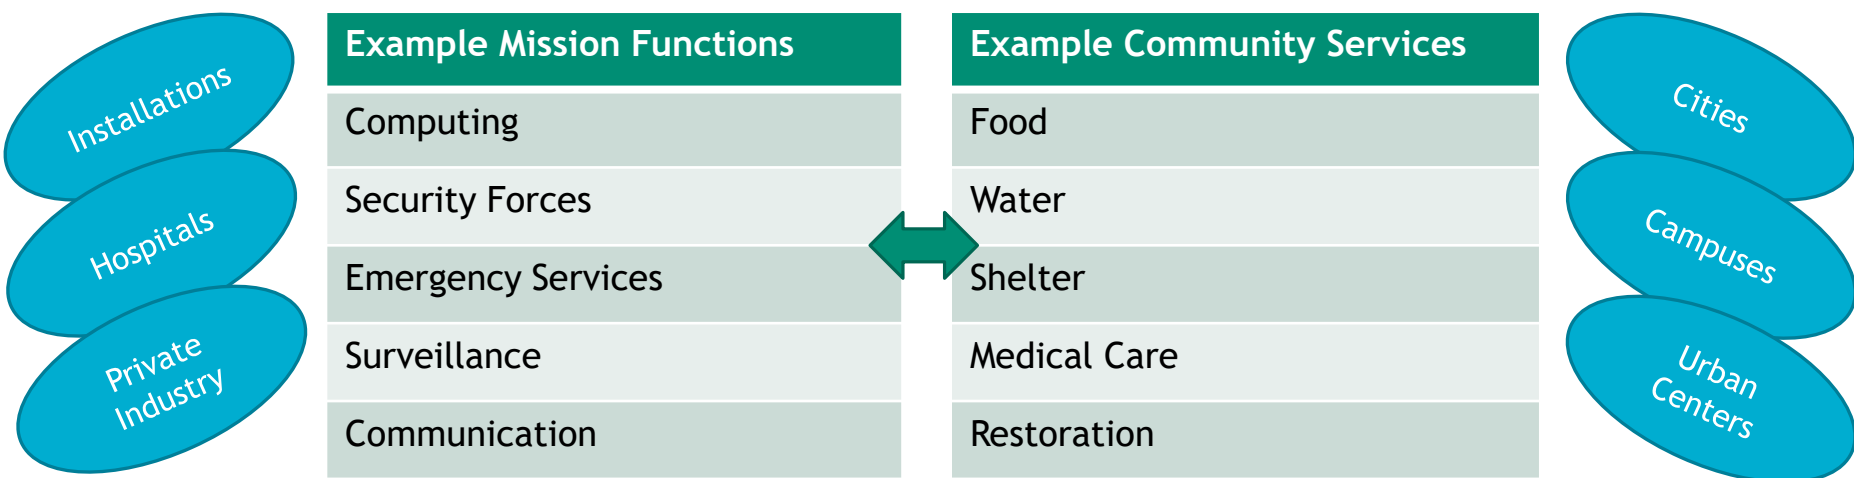 Installations
Hospitals
Private
Industry
Example Mission Functions
Computing
Security Forces
Emergency Services
Surveillance
Communication
Example Community Services
Food
Water
Shelter
Medical Care
Restoration
Cities
Campuses
Urban
Centers